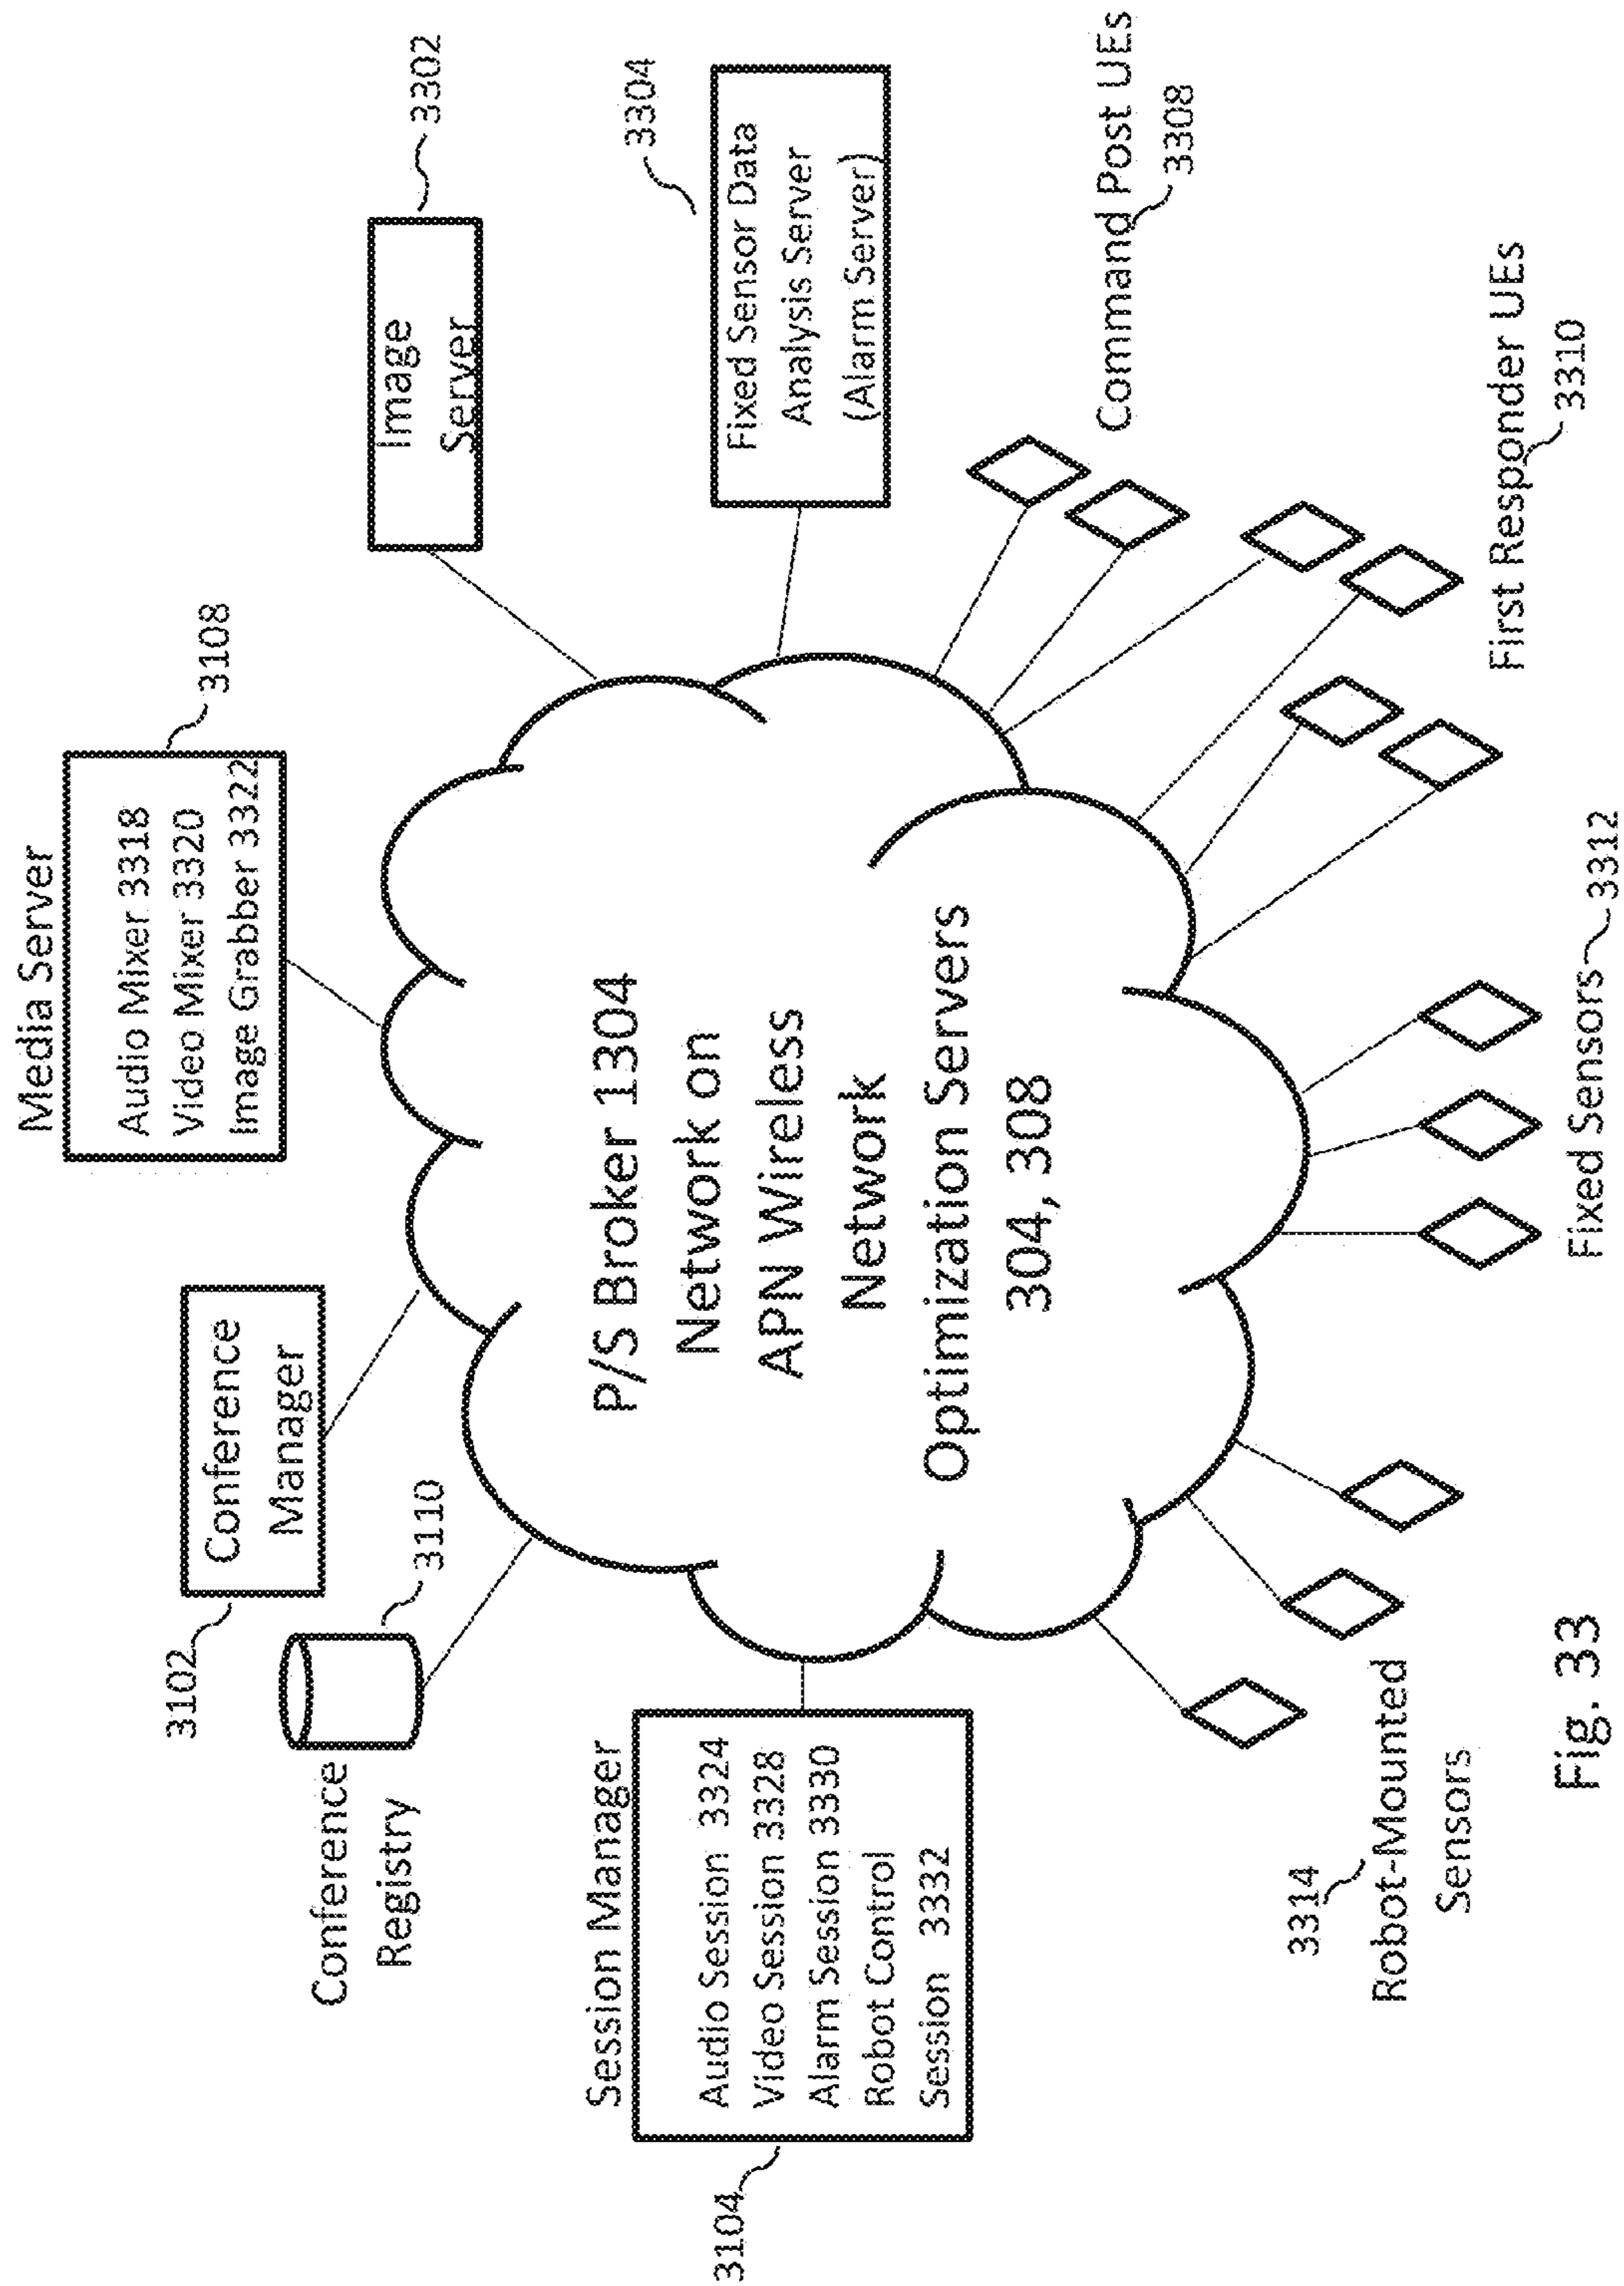 Media Server
3108
Audio Mixer 3318
Video Mixer 3320
Image Grabber 3322
3102
Conference
Manager
3302
Image
Server
Conference
Registry
3110
3304
Fixed Sensor Data
Analysis Server
(Alarm Server)
Session Manager
3104
Audio Session 3324
Video Session 3328
Alarm Session 3330
Robot Control
Session 3332
P/S Broker 1304
Network on
APN Wireless
Network
Optimization Servers
304, 308
Command Post UEs
3308
First Responder UEs
3310
3314
Robot-Mounted
Sensors
Fixed Sensors
3312
Fig. 33